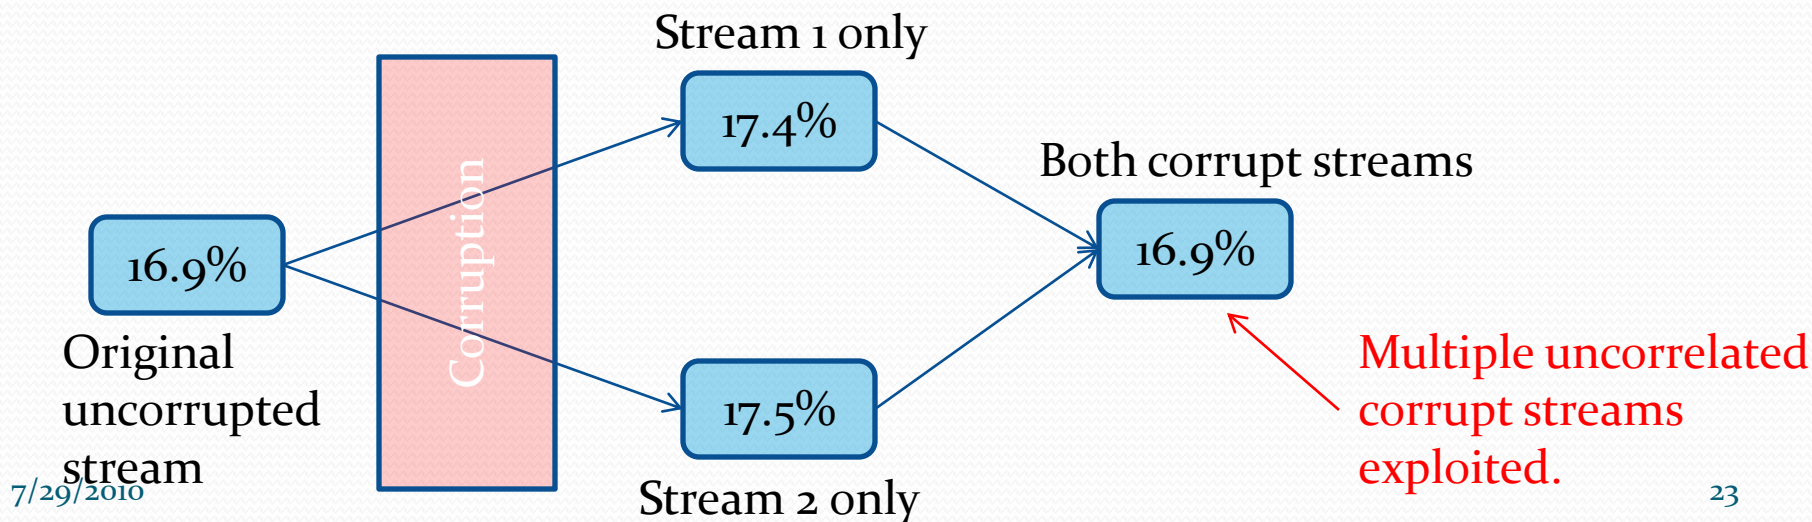 Stream 1 only
17.4%
Both corrupt streams
16.9%
Corruption
16.9%
Original
uncorrupted
stream
17.5%
Stream 2 only
Multiple uncorrelated
corrupt streams
exploited.
7/29/2010
23